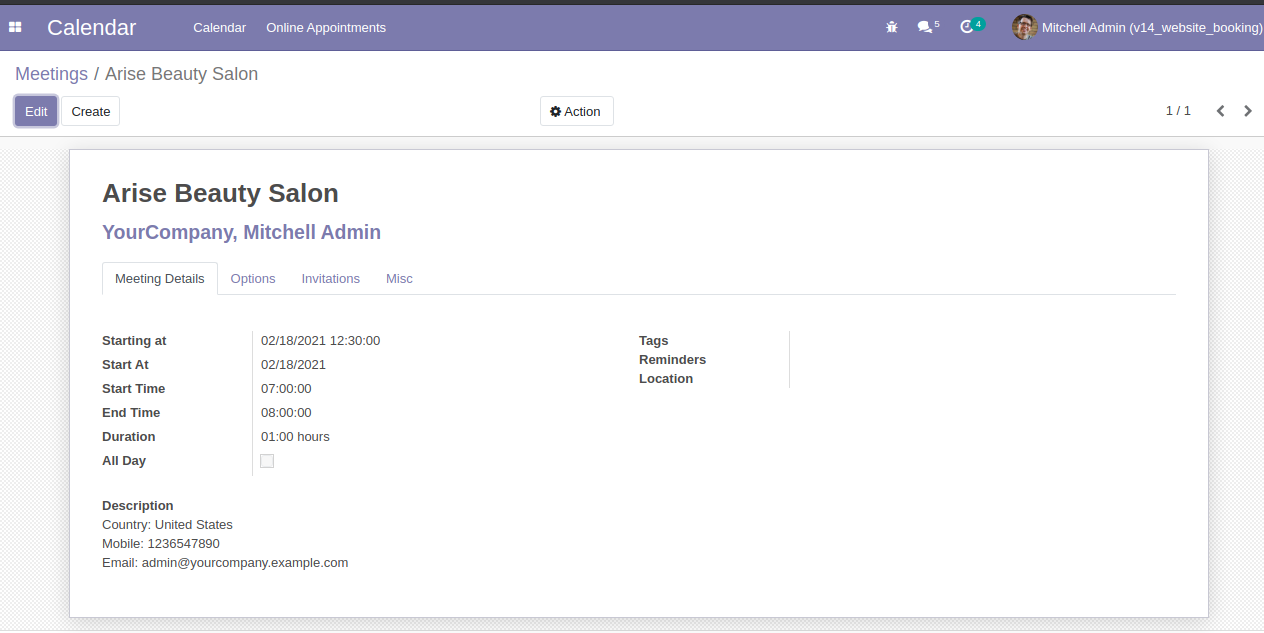 Calendar Calendar Online Appointments 5 4 Mitchell Admin (v14_website_booking)
Meetings / Arise Beauty Salon
Edit Create Action 1 / 1
Arise Beauty Salon
YourCompany, Mitchell Admin
Meeting Details Options Invitations Misc
Starting at 02/18/2021 12:30:00
Start At 02/18/2021
Start Time 07:00:00
End Time 08:00:00
Duration 01:00 hours
All Day
Tags
Reminders
Location
Description
Country: United States
Mobile: 1236547890
Email: admin@yourcompany.example.com